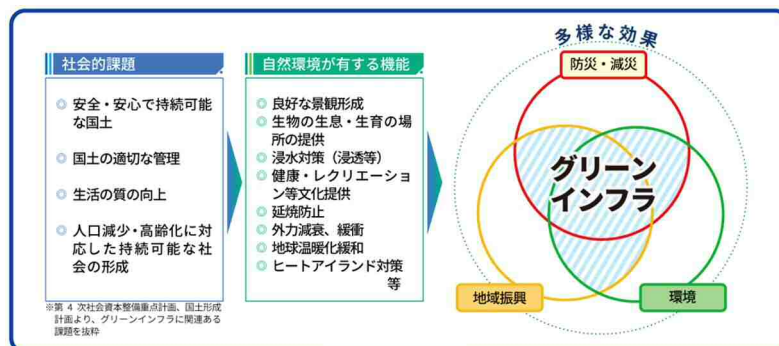 社会的課題
◎ 安全・安心で持続可能
な国土
◎ 国土の適切な管理
◎ 生活の質の向上
◎ 人口減少・高齢化に対
応した持続可能な社
会の形成
※第 4 次社会資本整備重点計画、国土形成
計画より、グリーンインフラに関連ある
課題を抜粋
自然環境が有する機能
◎ 良好な景観形成
◎ 生物の生息・生育の場
所の提供
◎ 浸水対策（浸透等）
◎ 健康・レクリエーショ
ン等文化提供
◎ 延焼防止
◎ 外力減衰、緩衝
◎ 地球温暖化緩和
◎ ヒートアイランド対策
等
多様な効果
防災・減災
グリーン
インフラ
地域振興
環境